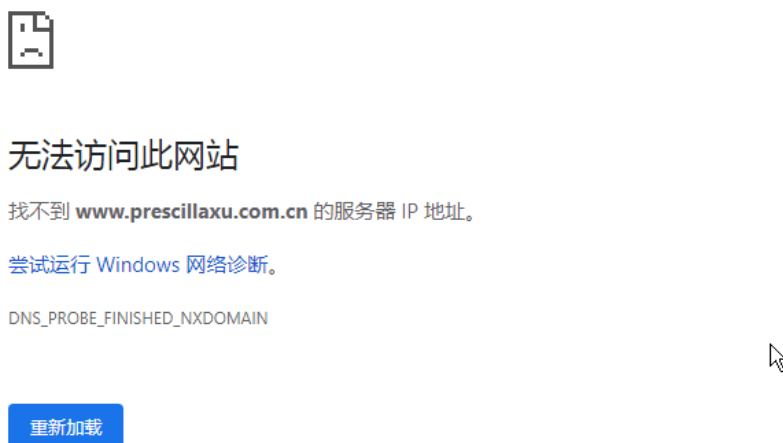 无法访问此网站
找不到 www.prescillaxu.com.cn 的服务器 IP 地址。
尝试运行 Windows 网络诊断。
DNS_PROBE_FINISHED_NXDOMAIN
重新加载